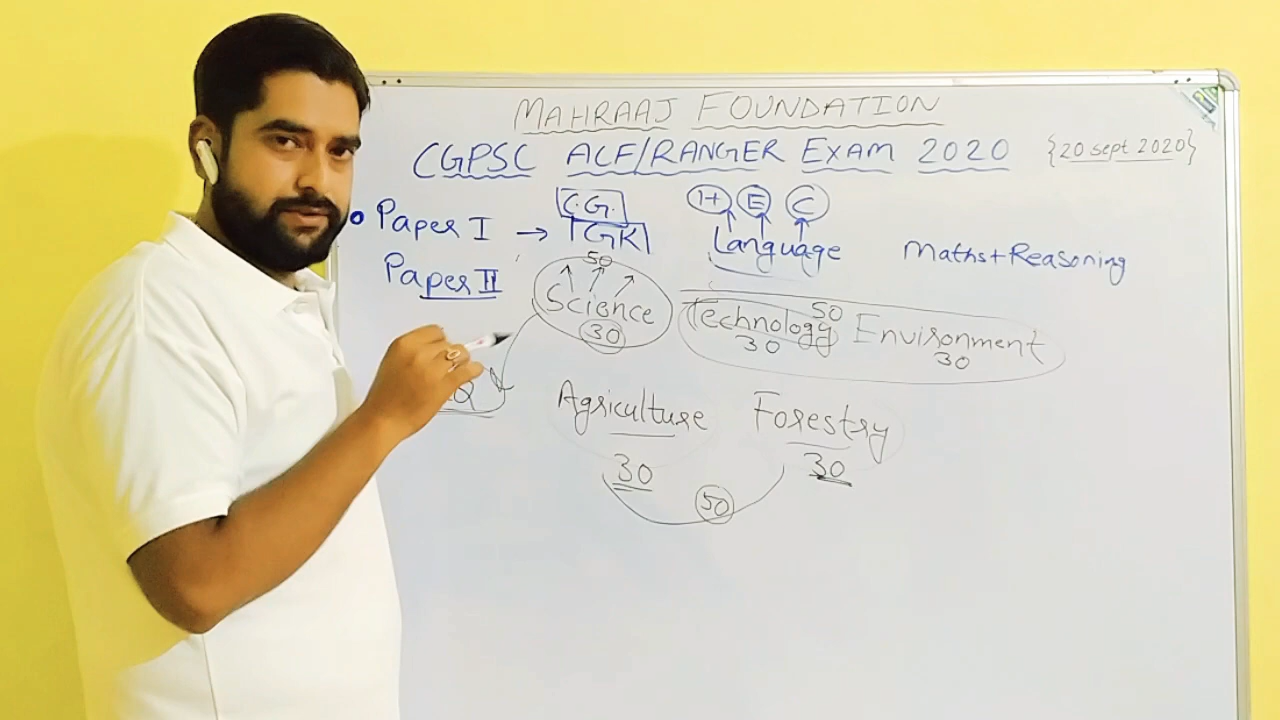 MAHRAAJ FOUNDATION
CGPSC ACF/RANGER EXAM 2020 {20 sept 2020}
C.G. H E C
Paper I → GK Language Maths+Reasoning
Paper II 50
Science Technology 50 Environment
30 30 30
Agriculture Forestry
30 30
50